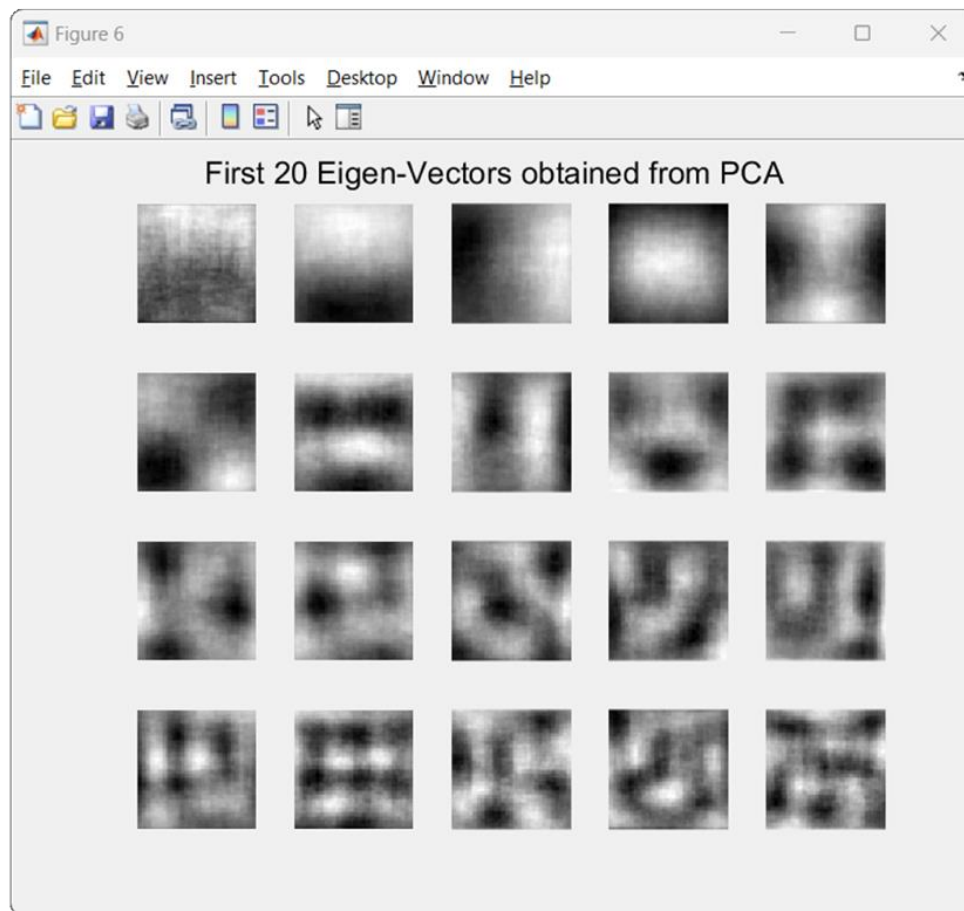 Figure 6
File Edit View Insert Tools Desktop Window Help
First 20 Eigen-Vectors obtained from PCA